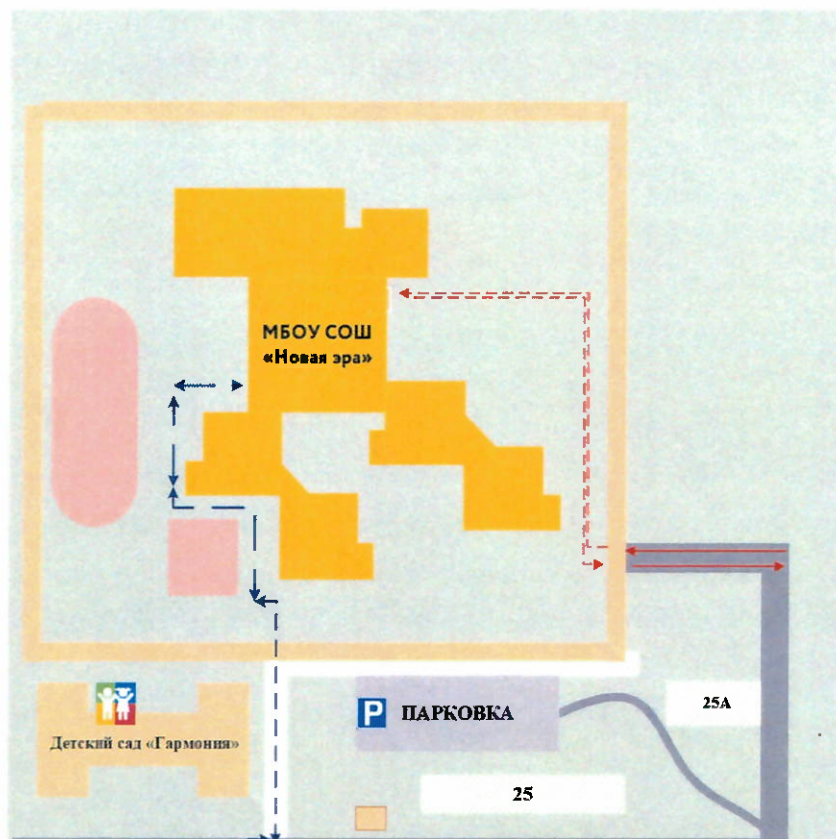 МБОУ СОШ
«Новая эра»
P ПАРКОВКА
25А
Детский сад «Гармония»
25